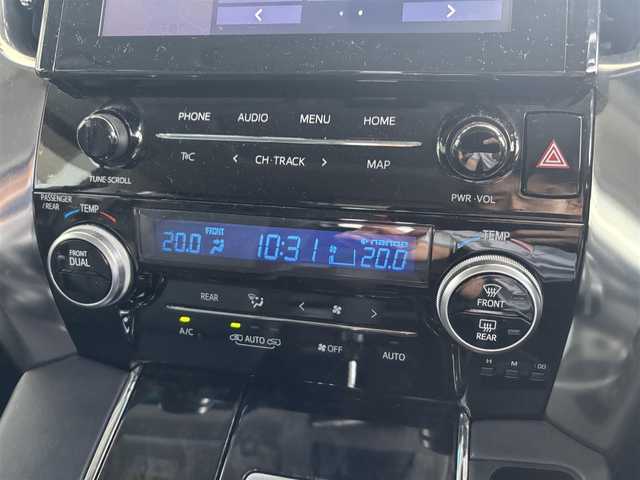 PHONE AUDIO MENU HOME
T&C CH·TRACK MAP
TUNE·SCROLL PWR·VOL
PASSENGER /REAR TEMP TEMP
FRONT DUAL
20.0 FRONT 10:31 nanoe 20.0
FRONT
REAR
REAR
A/C AUTO OFF AUTO
H M :00